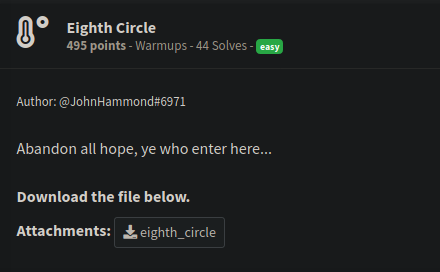 Eighth Circle
495 points - Warmups - 44 Solves - easy
Author: @JohnHammond#6971
Abandon all hope, ye who enter here...
Download the file below.
Attachments: eighth_circle